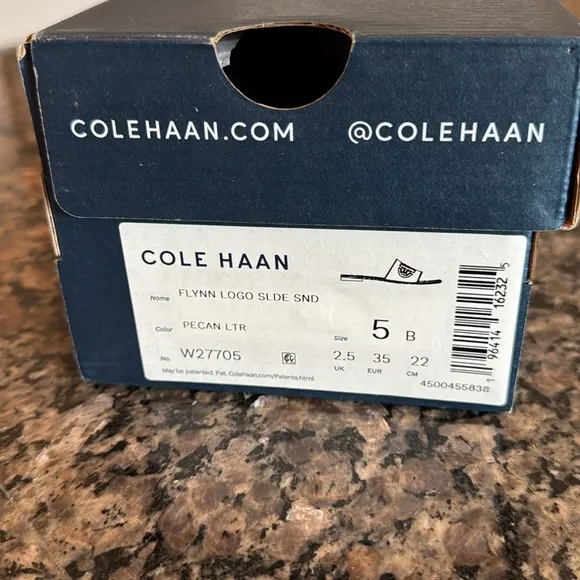 COLEHAAN.COM @COLEHAAN
COLE HAAN
Name FLYNN LOGO SLDE SND
Color PECAN LTR
Size 5 B
No. W27705 2.5 35 22
UK EUR CM
May be patented. Pat. ColeHaan.com/Patents.html
4500455838
1 96414 16232 5